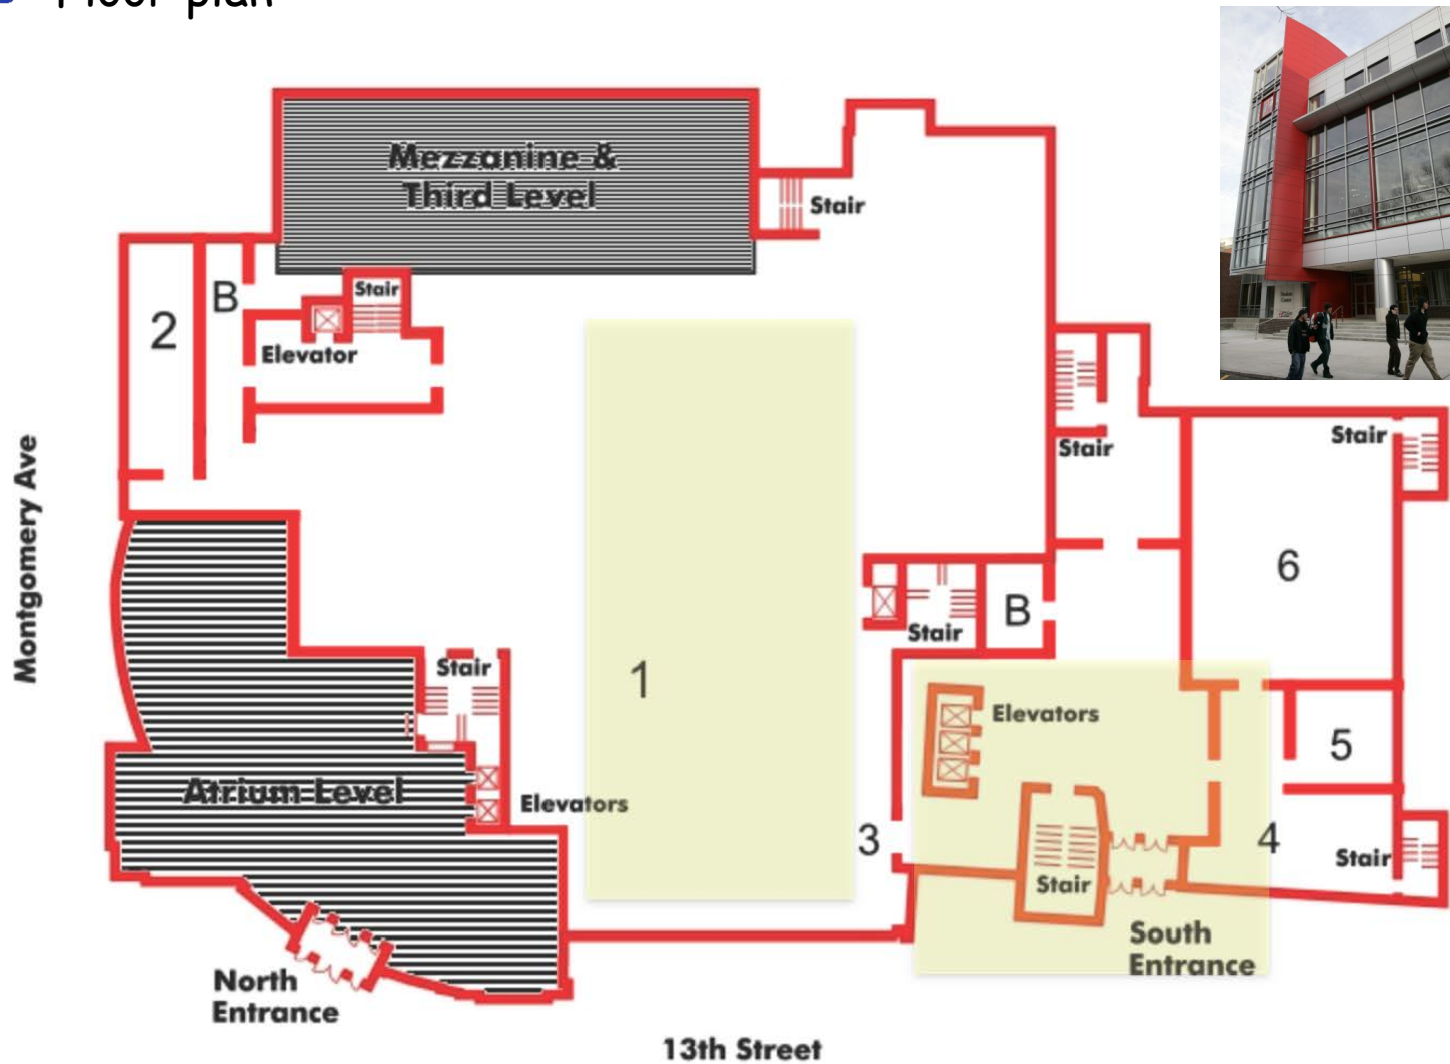 Floor plan
Mezzanine &
Third Level
Stair
B
Stair
2
Elevator
Stair
Stair
Montgomery Ave
6
B
Stair
Stair
1
Elevators
5
Atrium Level
Elevators
3
4
Stair
Stair
South
Entrance
North
Entrance
13th Street